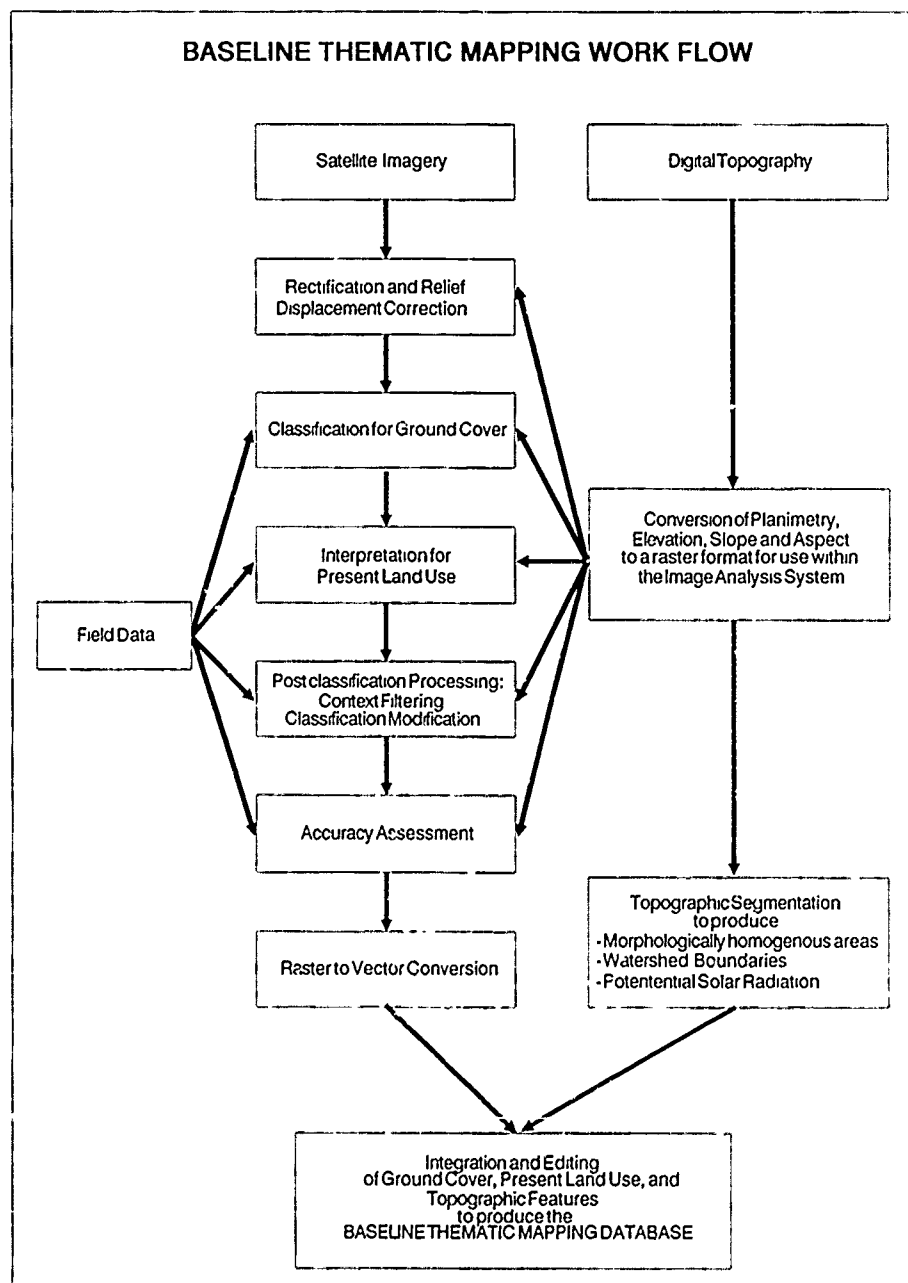 BASELINE THEMATIC MAPPING WORK FLOW
Satellite Imagery
Digital Topography
Rectification and Relief
Displacement Correction
Classification for Ground Cover
Conversion of Planimetry,
Elevation, Slope and Aspect
to a raster format for use within
the Image Analysis System
Interpretation for
Present Land Use
Field Data
Post classification Processing:
Context Filtering
Classification Modification
Accuracy Assessment
Topographic Segmentation
to produce
- Morphologically homogenous areas
- Watershed Boundaries
- Potentential Solar Radiation
Raster to Vector Conversion
Integration and Editing
of Ground Cover, Present Land Use, and
Topographic Features
to produce the
BASELINE THEMATIC MAPPING DATABASE